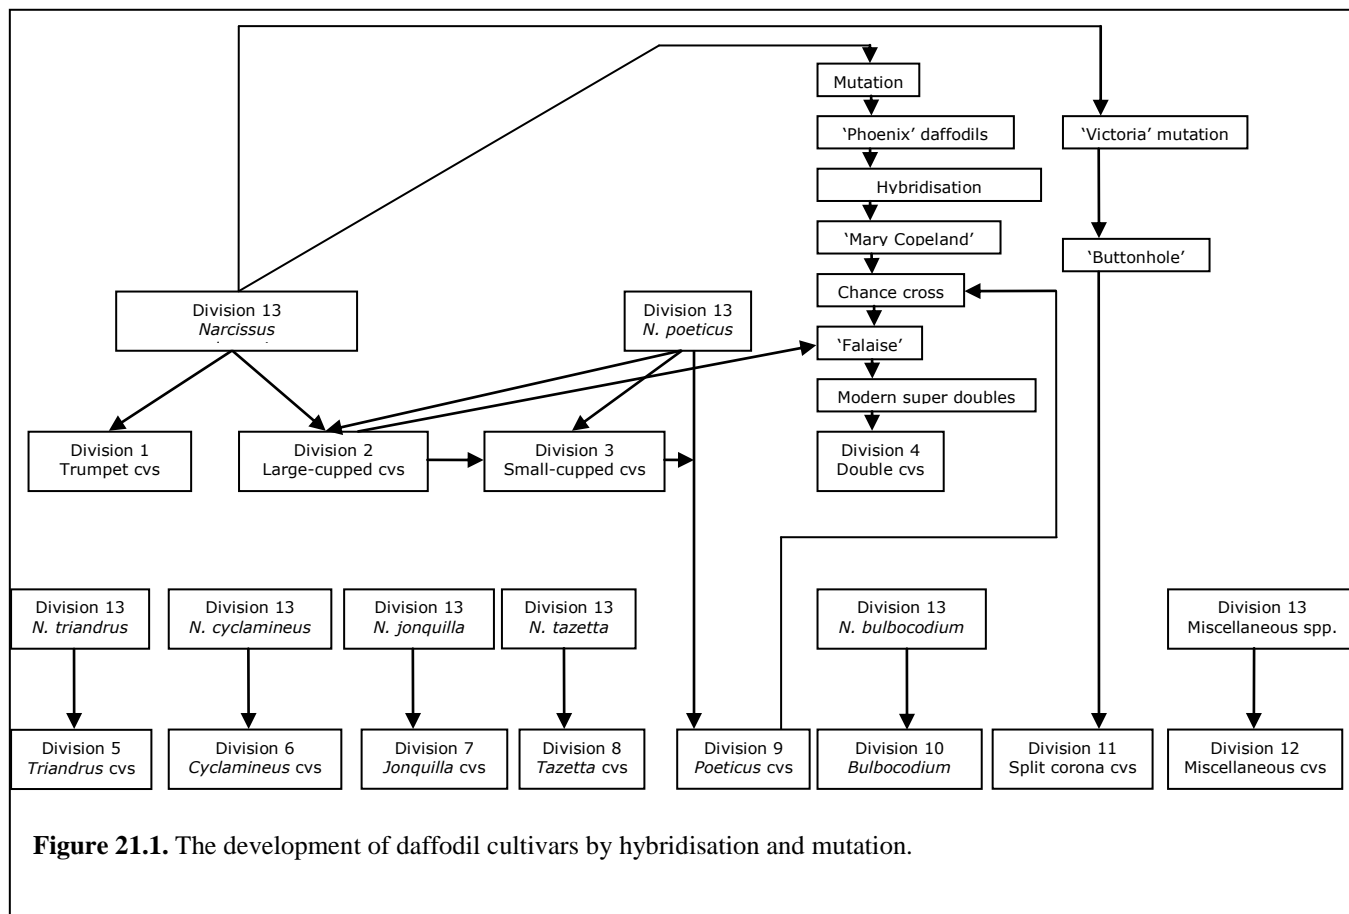 Mutation
‘Phoenix’ daffodils
‘Victoria’ mutation
Hybridisation
‘Mary Copeland’
‘Buttonhole’
Chance cross
Division 13
Narcissus
Division 13
N. poeticus
‘Falaise’
Modern super doubles
Division 1
Trumpet cvs
Division 2
Large-cupped cvs
Division 3
Small-cupped cvs
Division 4
Double cvs
Division 13
N. triandrus
Division 13
N. cyclamineus
Division 13
N. jonquilla
Division 13
N. tazetta
Division 13
N. bulbocodium
Division 13
Miscellaneous spp.
Division 5
Triandrus cvs
Division 6
Cyclamineus cvs
Division 7
Jonquilla cvs
Division 8
Tazetta cvs
Division 9
Poeticus cvs
Division 10
Bulbocodium
Division 11
Split corona cvs
Division 12
Miscellaneous cvs
Figure 21.1. The development of daffodil cultivars by hybridisation and mutation.